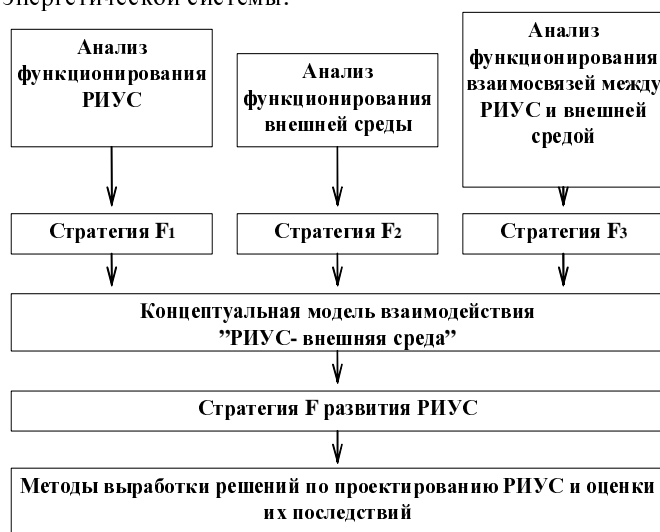 энергетической системы.
Анализ
функционирования
РИУС
Анализ
функционирования
внешней среды
Анализ
функционирования
взаимосвязей между
РИУС и внешней
средой
Стратегия F1
Стратегия F2
Стратегия F3
Концептуальная модель взаимодействия
”РИУС- внешняя среда”
Стратегия F развития РИУС
Методы выработки решений по проектированию РИУС и оценки
их последствий